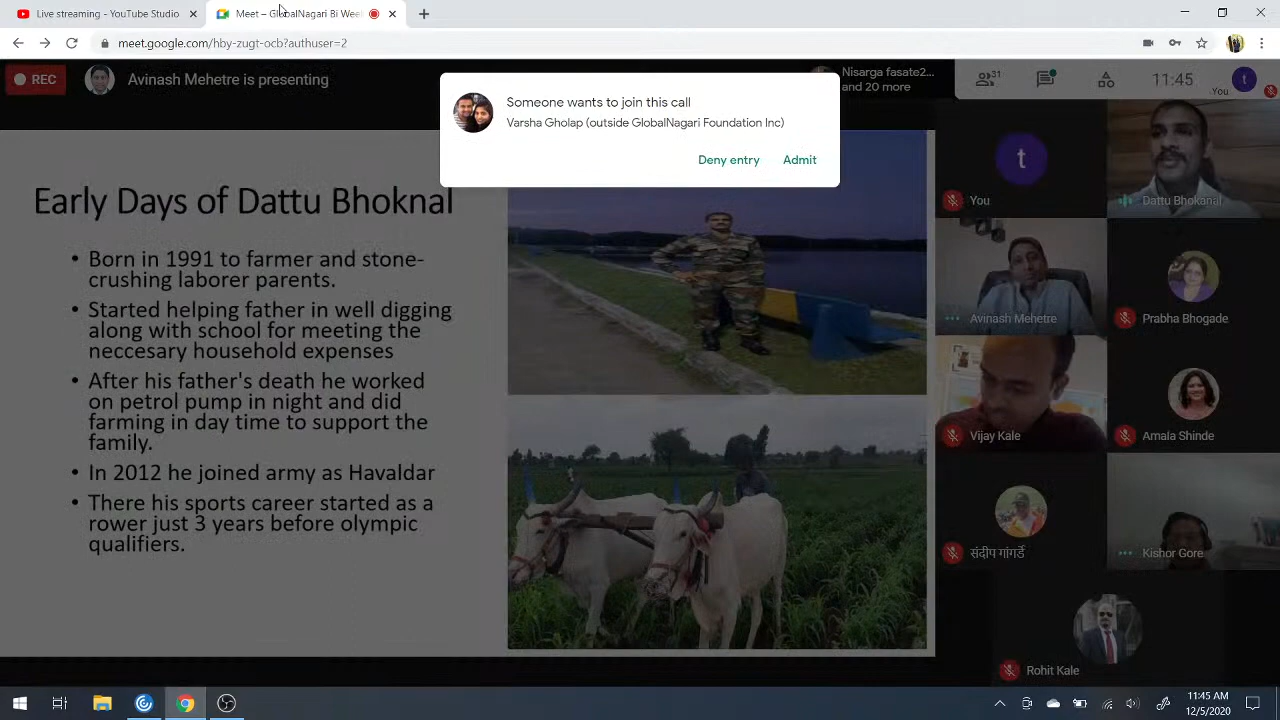 Live streaming - YouTube Studio
Meet – GlobalNagari Bi Week
meet.google.com/hby-zugt-ocb?authuser=2
REC
Avinash Mehetre is presenting
Nisarga fasate2...
and 20 more
31
11:45
t
You
Someone wants to join this call
Varsha Gholap (outside GlobalNagari Foundation Inc)
Deny entry
Admit
Early Days of Dattu Bhoknal
• Born in 1991 to farmer and stone-
crushing laborer parents.
• Started helping father in well digging
along with school for meeting the
neccesary household expenses
• After his father's death he worked
on petrol pump in night and did
farming in day time to support the
family.
• In 2012 he joined army as Havaldar
• There his sports career started as a
rower just 3 years before olympic
qualifiers.
t
You
Dattu Bhokanal
Avinash Mehetre
Prabha Bhogade
Vijay Kale
Amala Shinde
संदीप गांगर्डे
Kishor Gore
Rohit Kale
11:45 AM
12/5/2020